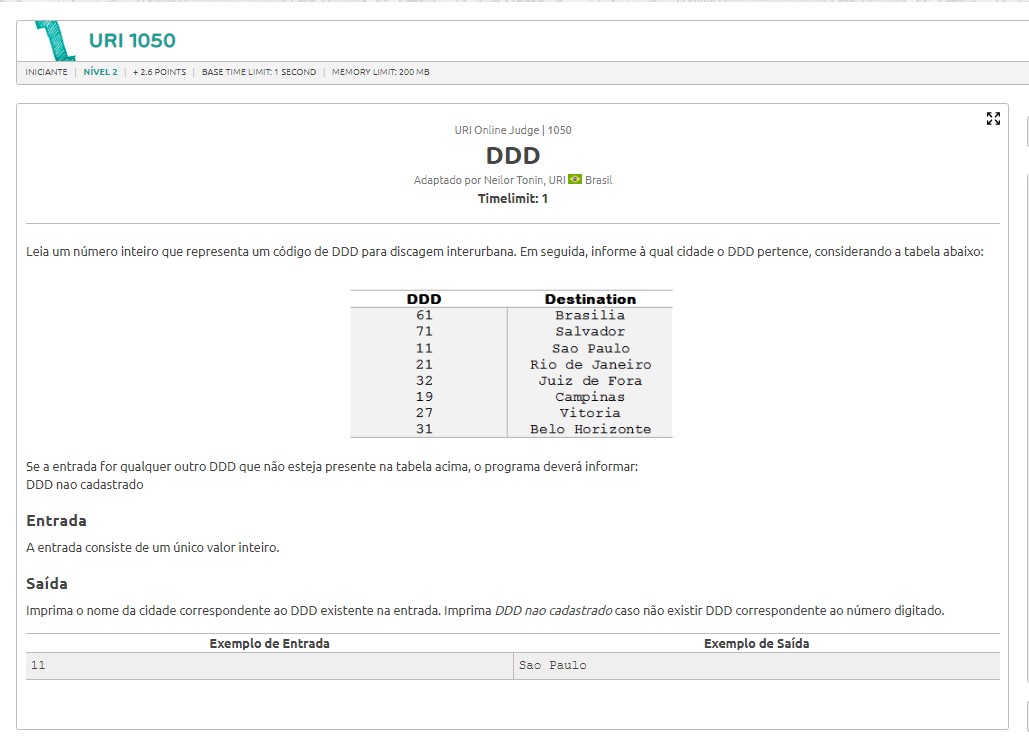 URI 1050
INICIANTE | NÍVEL 2 | + 2.6 POINTS | BASE TIME LIMIT: 1 SECOND | MEMORY LIMIT: 200 MB
URI Online Judge | 1050
DDD
Adaptado por Neilor Tonin, URI Brasil
Timelimit: 1
Leia um número inteiro que representa um código de DDD para discagem interurbana. Em seguida, informe à qual cidade o DDD pertence, considerando a tabela abaixo:
DDD Destination
61 Brasilia
71 Salvador
11 Sao Paulo
21 Rio de Janeiro
32 Juiz de Fora
19 Campinas
27 Vitoria
31 Belo Horizonte
Se a entrada for qualquer outro DDD que não esteja presente na tabela acima, o programa deverá informar:
DDD nao cadastrado
Entrada
A entrada consiste de um único valor inteiro.
Saída
Imprima o nome da cidade correspondente ao DDD existente na entrada. Imprima DDD nao cadastrado caso não existir DDD correspondente ao número digitado.
Exemplo de Entrada Exemplo de Saída
11 Sao Paulo